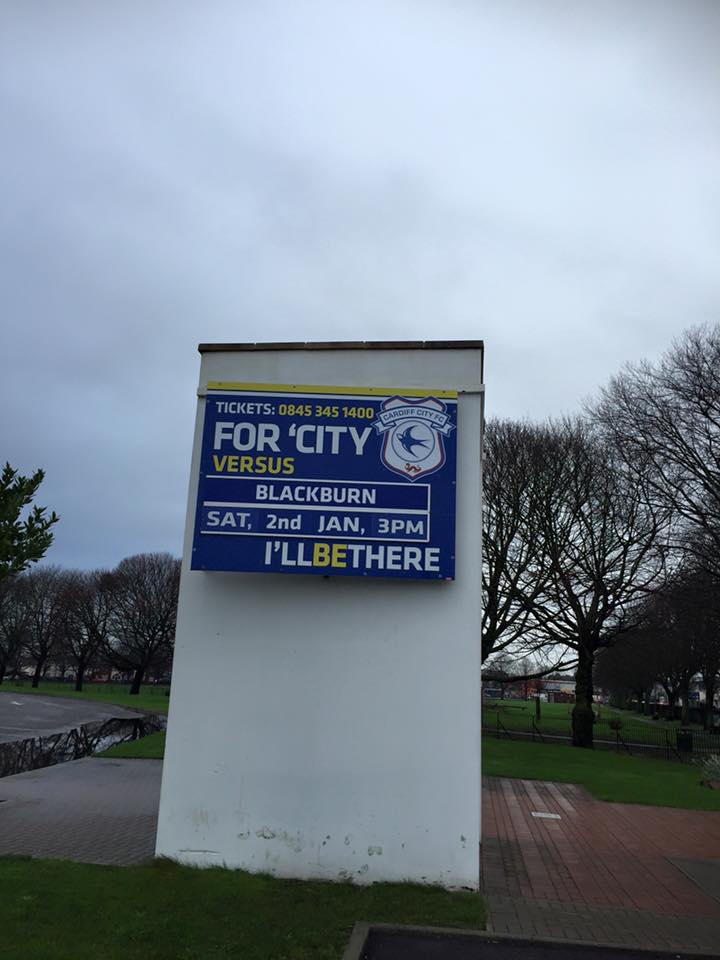 TICKETS: 0845 345 1400
CARDIFF CITY FC
FOR 'CITY
VERSUS
BLACKBURN
SAT, 2nd JAN, 3PM
I'LLBETHERE